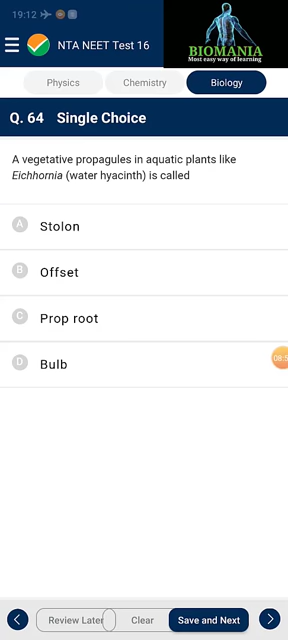 19:12
NTA NEET Test 16
BIOMANIA
Most easy way of learning
Physics
Chemistry
Biology
Q. 64 Single Choice
A vegetative propagules in aquatic plants like
Eichhornia (water hyacinth) is called
A Stolon
B Offset
C Prop root
D Bulb
08:5
Review Later
Clear
Save and Next